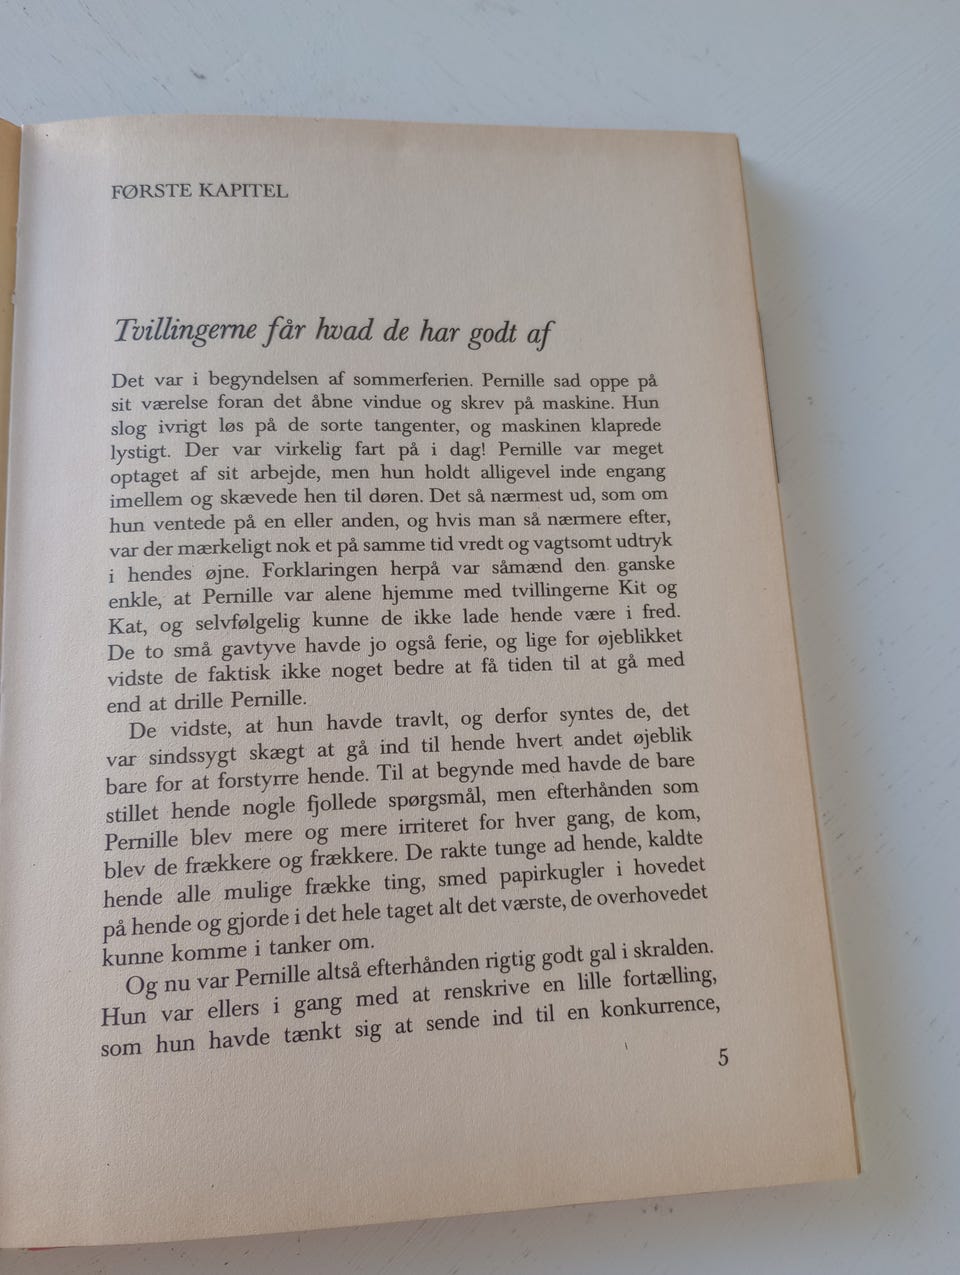 FØRSTE KAPITEL
Tvillingerne får hvad de har godt af
Det var i begyndelsen af sommerferien. Pernille sad oppe på
sit værelse foran det åbne vindue og skrev på maskine. Hun
slog ivrigt løs på de sorte tangenter, og maskinen klaprede
lystigt. Der var virkelig fart på i dag! Pernille var meget
optaget af sit arbejde, men hun holdt alligevel inde engang
imellem og skævede hen til døren. Det så nærmest ud, som om
hun ventede på en eller anden, og hvis man så nærmere efter,
var der mærkeligt nok et på samme tid vredt og vagtsomt udtryk
i hendes øjne. Forklaringen herpå var såmænd den ganske
enkle, at Pernille var alene hjemme med tvillingerne Kit og
Kat, og selvfølgelig kunne de ikke lade hende være i fred.
De to små gavtyve havde jo også ferie, og lige for øjeblikket
vidste de faktisk ikke noget bedre at få tiden til at gå med
end at drille Pernille.
De vidste, at hun havde travlt, og derfor syntes de, det
var sindssygt skægt at gå ind til hende hvert andet øjeblik
bare for at forstyrre hende. Til at begynde med havde de bare
stillet hende nogle fjollede spørgsmål, men efterhånden som
Pernille blev mere og mere irriteret for hver gang, de kom,
blev de frækkere og frækkere. De rakte tunge ad hende, kaldte
hende alle mulige frække ting, smed papirkugler i hovedet
på hende og gjorde i det hele taget alt det værste, de overhovedet
kunne komme i tanker om.
Og nu var Pernille altså efterhånden rigtig godt gal i skralden.
Hun var ellers i gang med at renskrive en lille fortælling,
som hun havde tænkt sig at sende ind til en konkurrence,
5